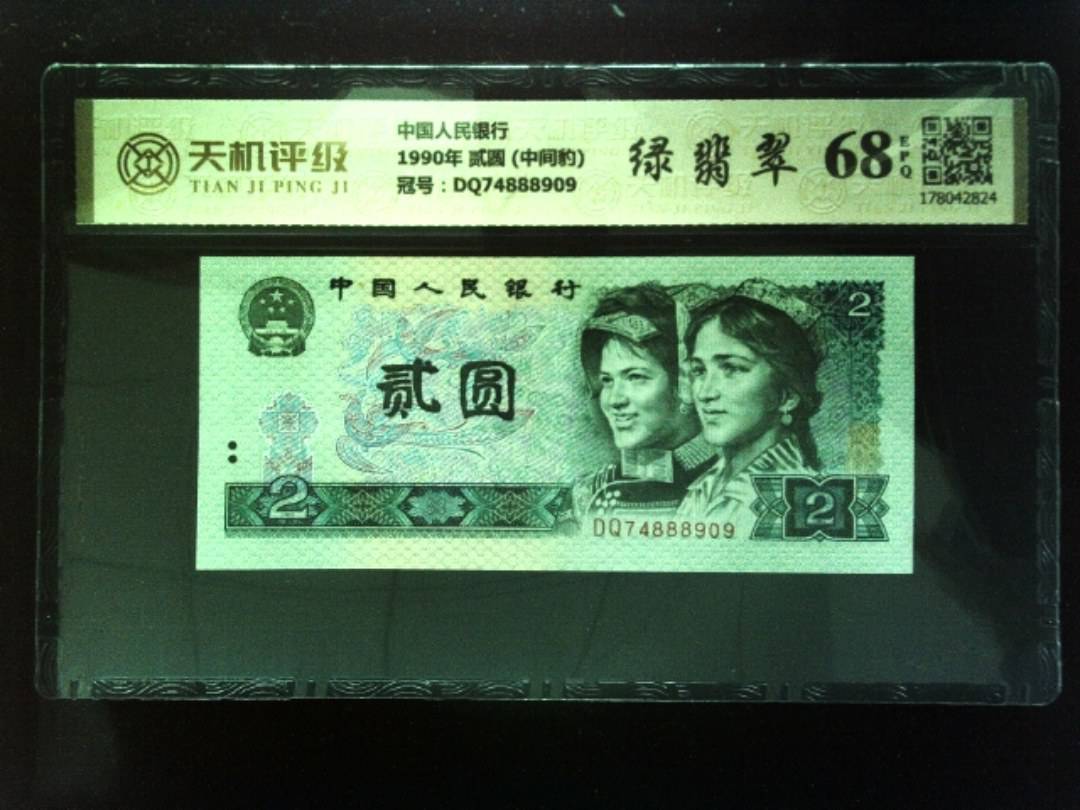 天机评级
TIAN JI PING JI
中国人民银行
1990年 贰圆 (中间豹)
冠号：DQ74888909
绿翡翠
68
EPQ
178042824
中国人民银行
2
贰圆
2
DQ74888909
2